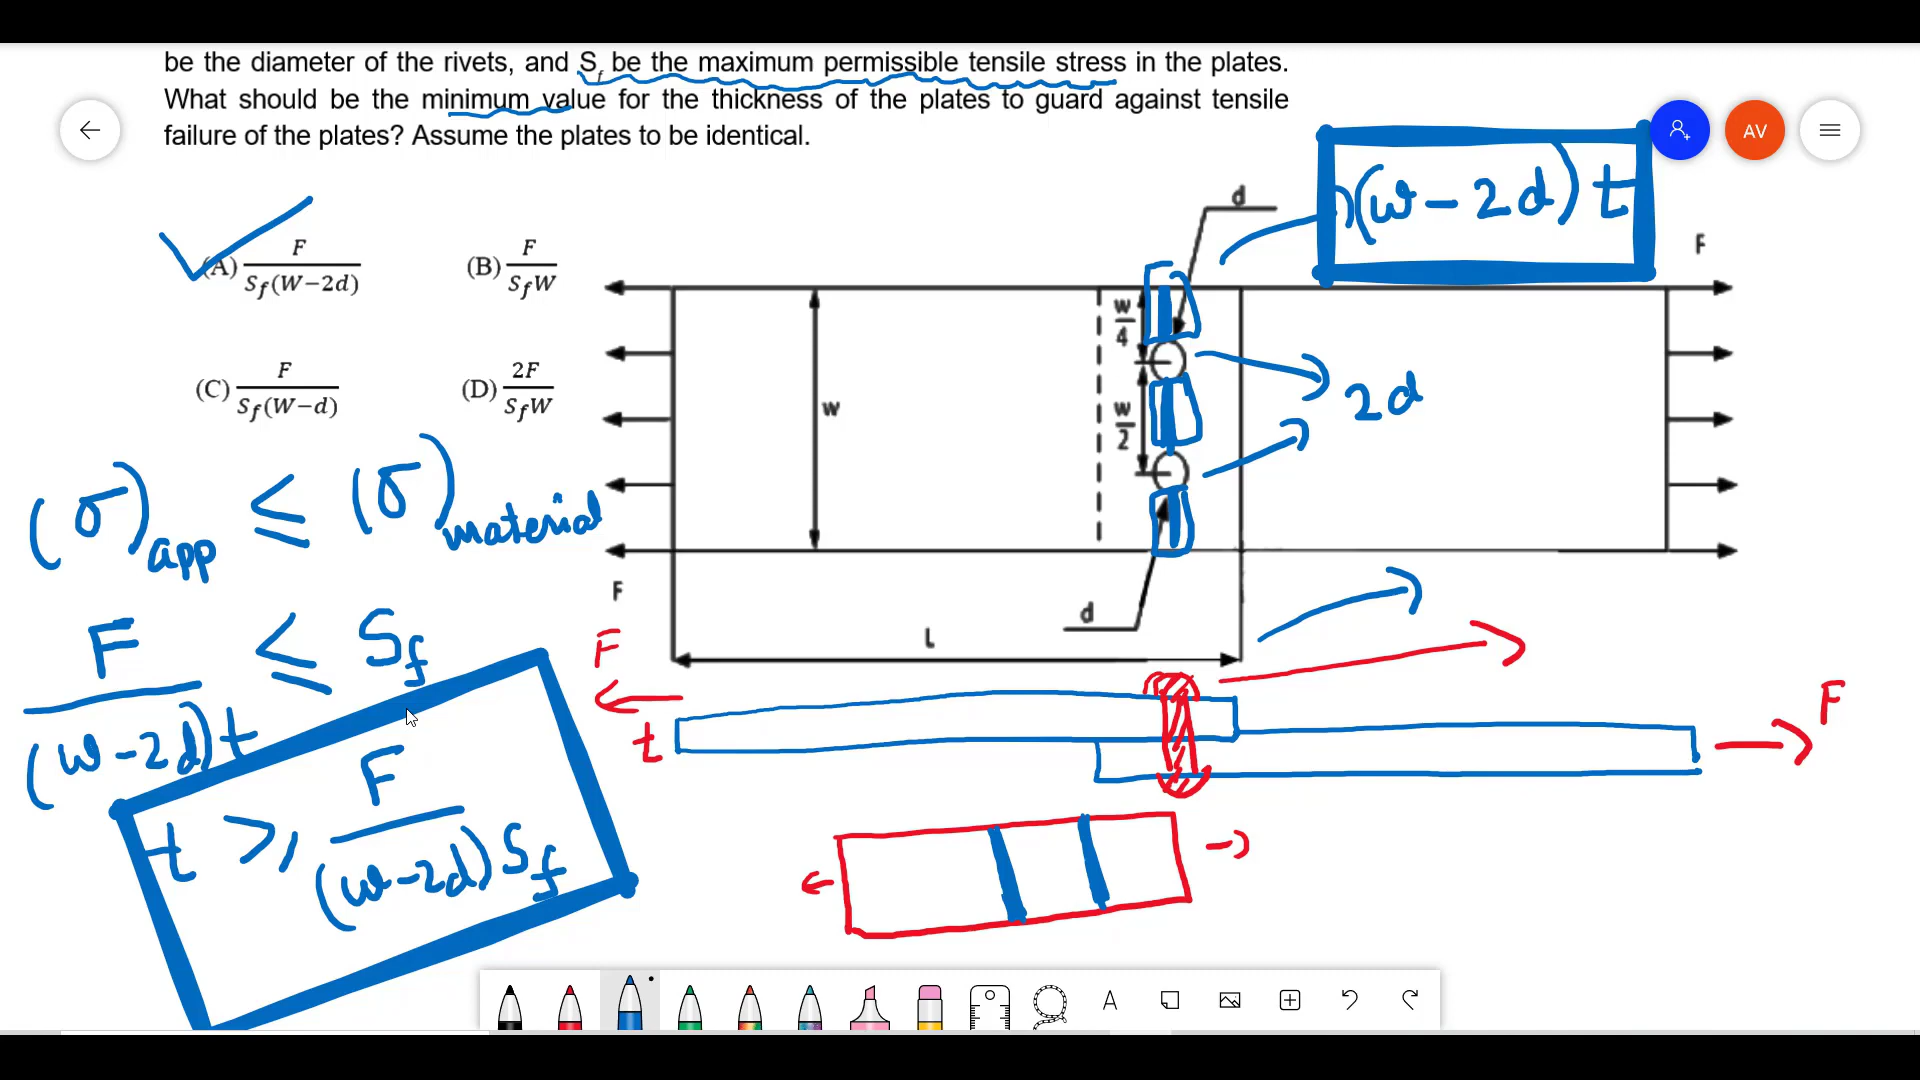 be the diameter of the rivets, and Sf be the maximum permissible tensile stress in the plates.
What should be the minimum value for the thickness of the plates to guard against tensile
failure of the plates? Assume the plates to be identical.
AV
(w-2d)t
d
F
(A) F/Sf(W−2d)
(B) F/SfW
W/4
2d
(C) F/Sf(W−d)
(D) 2F/SfW
W
W/2
(σ)app ≤ (σ)material
F
d
L
F/(w-2d)t ≤ Sf
F
t
F
t ≥ F/(w-2d)Sf
A